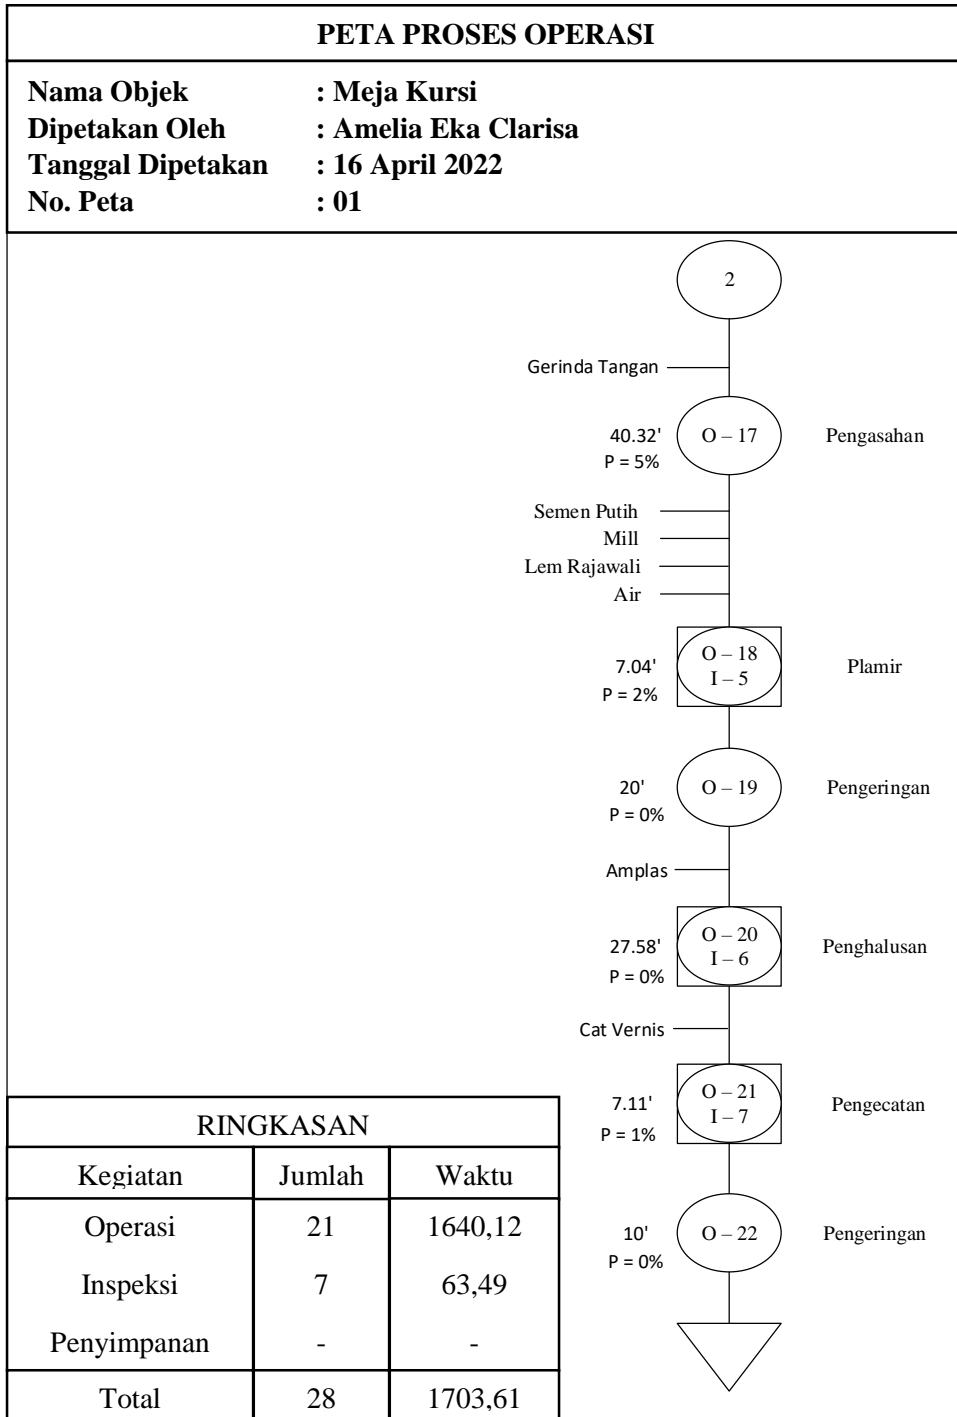 PETA PROSES OPERASI
Nama Objek : Meja Kursi
Dipetakan Oleh : Amelia Eka Clarisa
Tanggal Dipetakan : 16 April 2022
No. Peta : 01
2
Gerinda Tangan
40.32' O – 17 Pengasahan
P = 5%
Semen Putih
Mill
Lem Rajawali
Air
O – 18
7.04' Plamir
I – 5
P = 2%
20' O – 19 Pengeringan
P = 0%
Amplas
O – 20
27.58' Penghalusan
I – 6
P = 0%
Cat Vernis
O – 21
7.11' Pengecatan
I – 7
P = 1%
10' O – 22 Pengeringan
P = 0%
RINGKASAN
Kegiatan Jumlah Waktu
Operasi 21 1640,12
Inspeksi 7 63,49
Penyimpanan - -
Total 28 1703,61